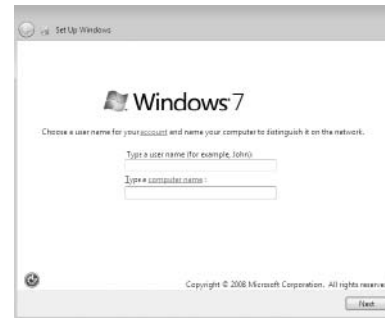 Set Up Windows
Windows 7
Choose a user name for your account and name your computer to distinguish it on the network.
Type a user name (for example, John):
Type a computer name:
Copyright © 2008 Microsoft Corporation. All rights reserve
Next